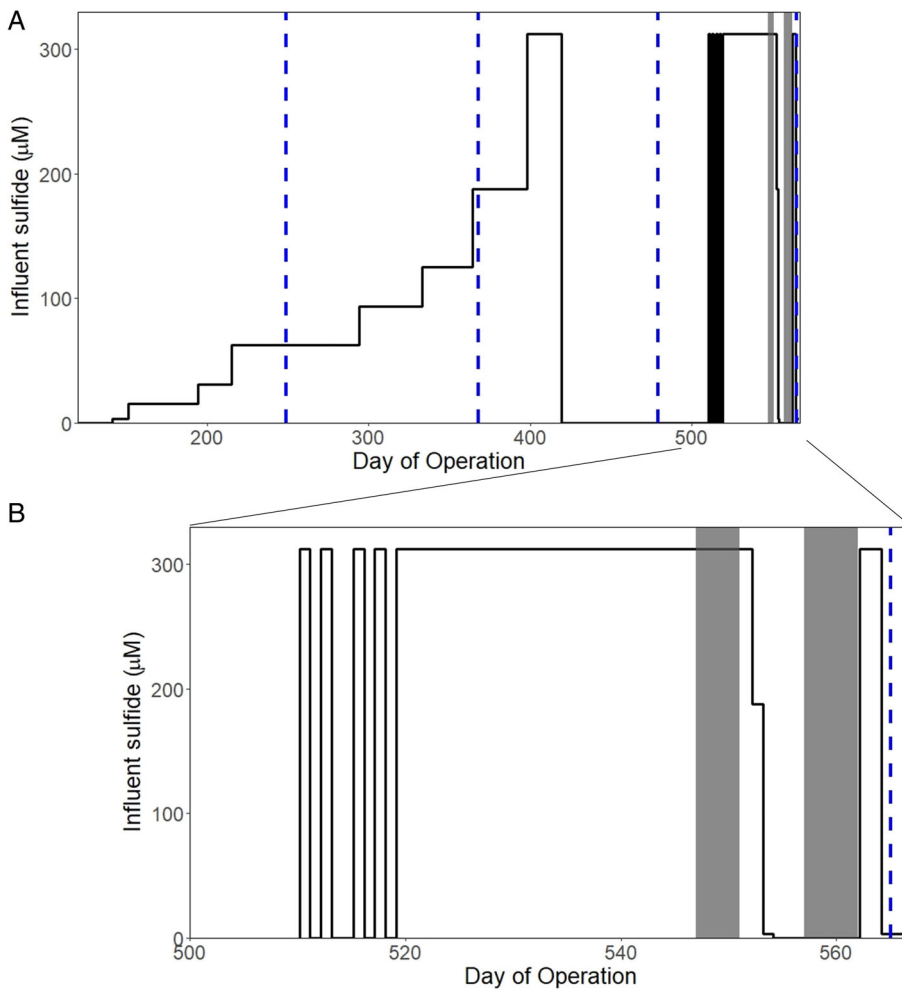 A
Influent sulfide (μM)
300
200
100
0
200
300
400
500
Day of Operation
B
Influent sulfide (μM)
300
200
100
0
500
520
540
560
Day of Operation